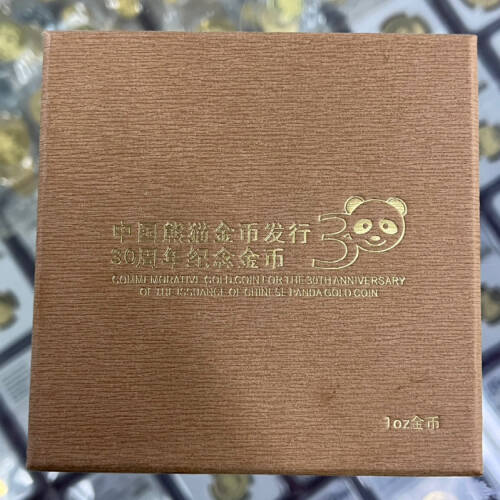 中国熊猫金币发行
30周年纪念金币
30
COMMEMORATIVE GOLD COIN FOR THE 30TH ANNIVERSARY
OF THE ISSUANCE OF CHINESE PANDA GOLD COIN
1oz金币